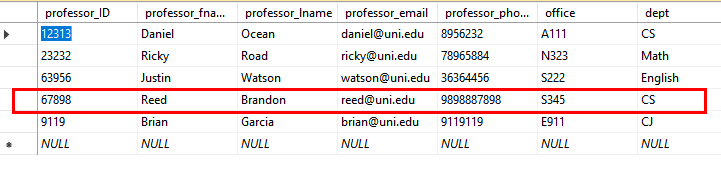 professor_ID professor_fna... professor_lname professor_email professor_pho... office dept
12313 Daniel Ocean daniel@uni.edu 8956232 A111 CS
23232 Ricky Road ricky@uni.edu 78965884 N323 Math
63956 Justin Watson watson@uni.edu 36364456 S222 English
67898 Reed Brandon reed@uni.edu 9898887898 S345 CS
9119 Brian Garcia brian@uni.edu 9119119 E911 CJ
NULL NULL NULL NULL NULL NULL NULL